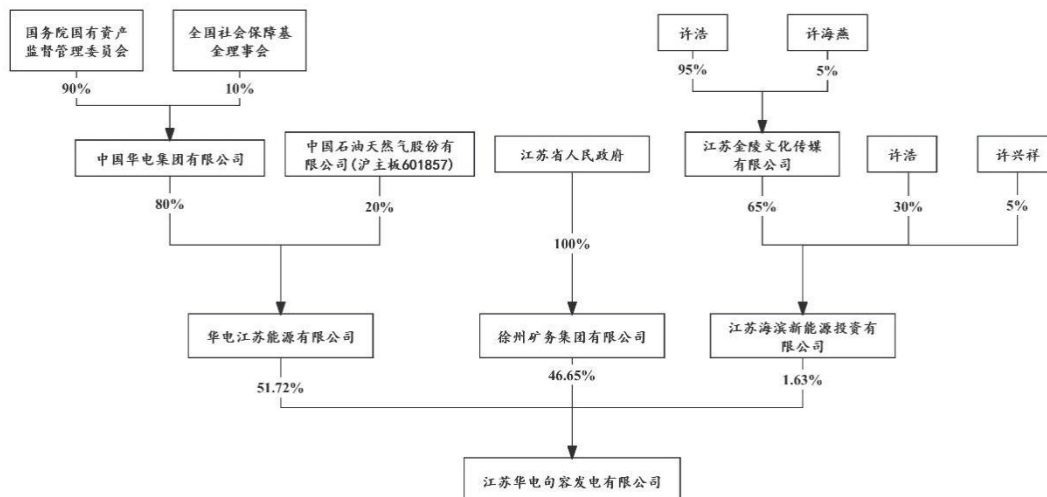 国务院国有资产
监督管理委员会
全国社会保障基
金理事会
许浩
许海燕
90%
10%
95%
5%
中国华电集团有限公司
中国石油天然气股份有
限公司(沪主板601857)
江苏省人民政府
江苏金陵文化传媒
有限公司
许浩
许兴祥
80%
20%
100%
65%
30%
5%
华电江苏能源有限公司
徐州矿务集团有限公司
江苏海滨新能源投资有
限公司
51.72%
46.65%
1.63%
江苏华电句容发电有限公司